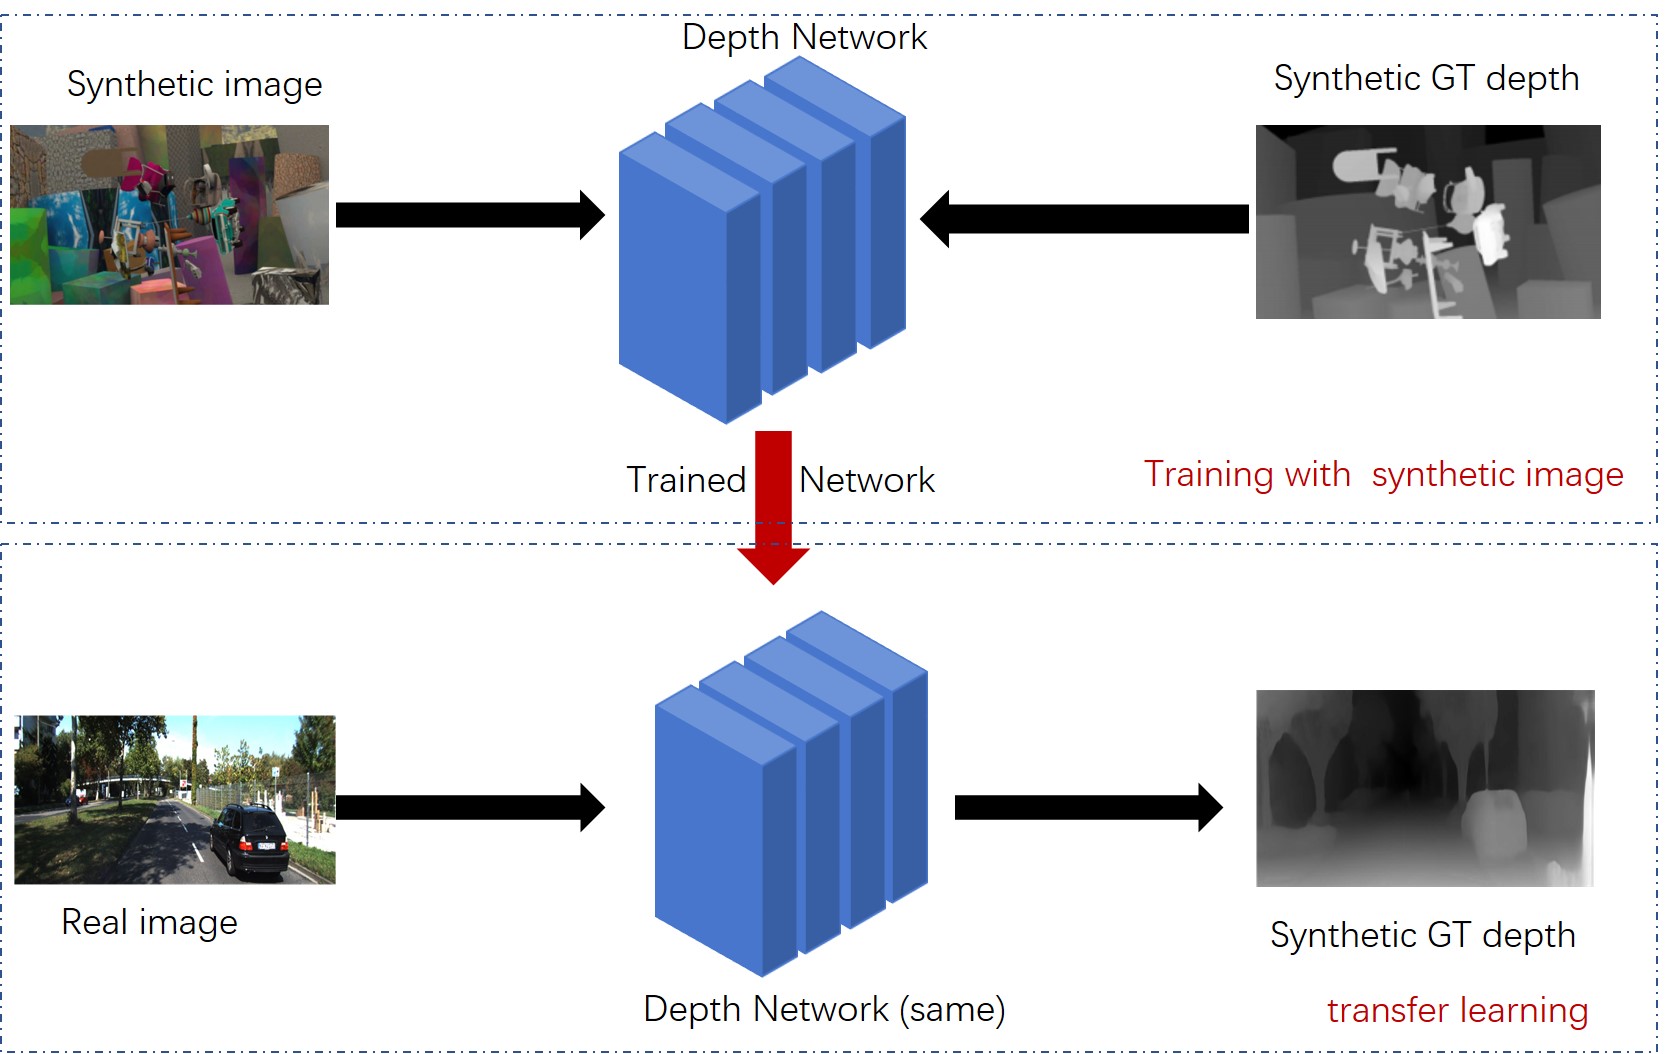 Depth Network
Synthetic image
Synthetic GT depth
Trained Network
Training with synthetic image
Real image
Synthetic GT depth
Depth Network (same)
transfer learning